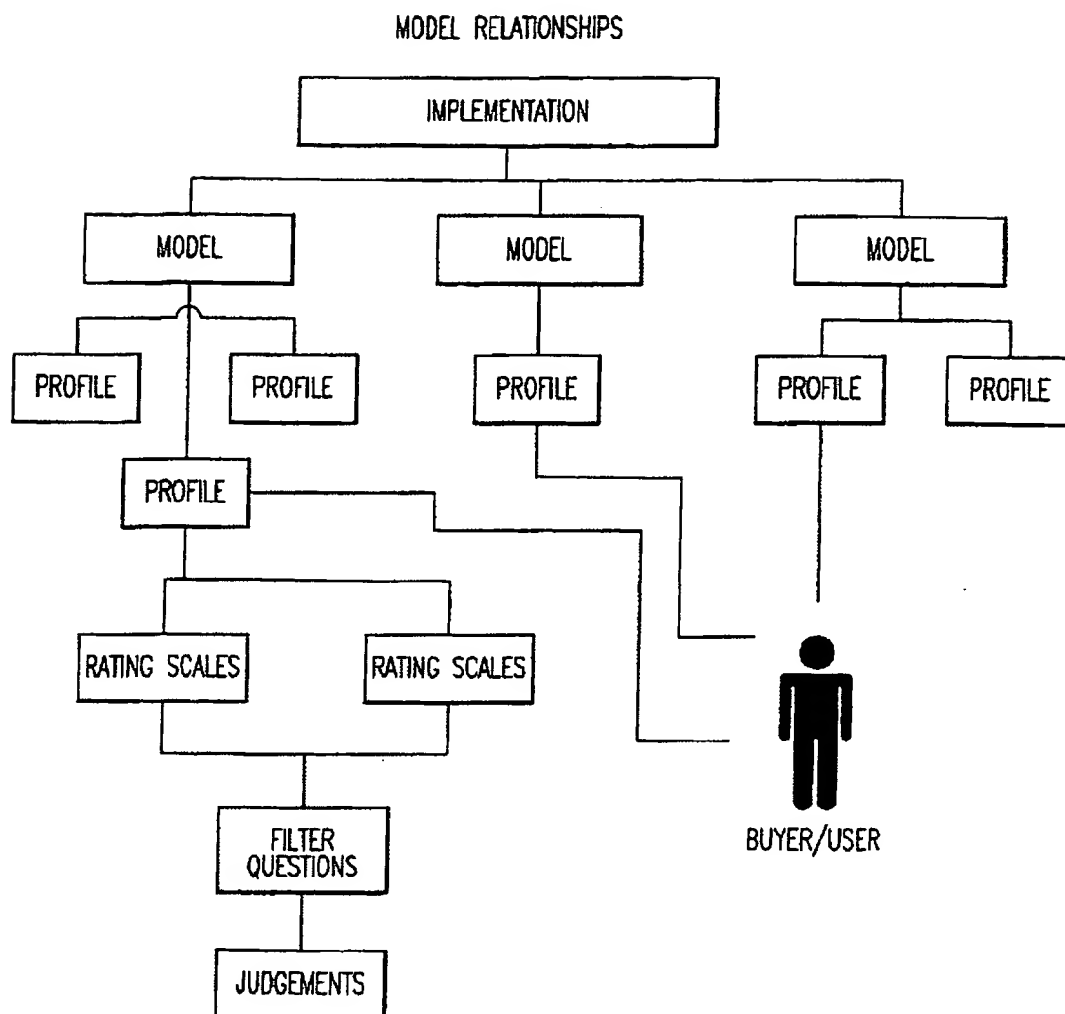 MODEL RELATIONSHIPS
IMPLEMENTATION
MODEL
MODEL
MODEL
PROFILE
PROFILE
PROFILE
PROFILE
PROFILE
PROFILE
RATING SCALES
RATING SCALES
FILTER
QUESTIONS
BUYER/USER
JUDGEMENTS